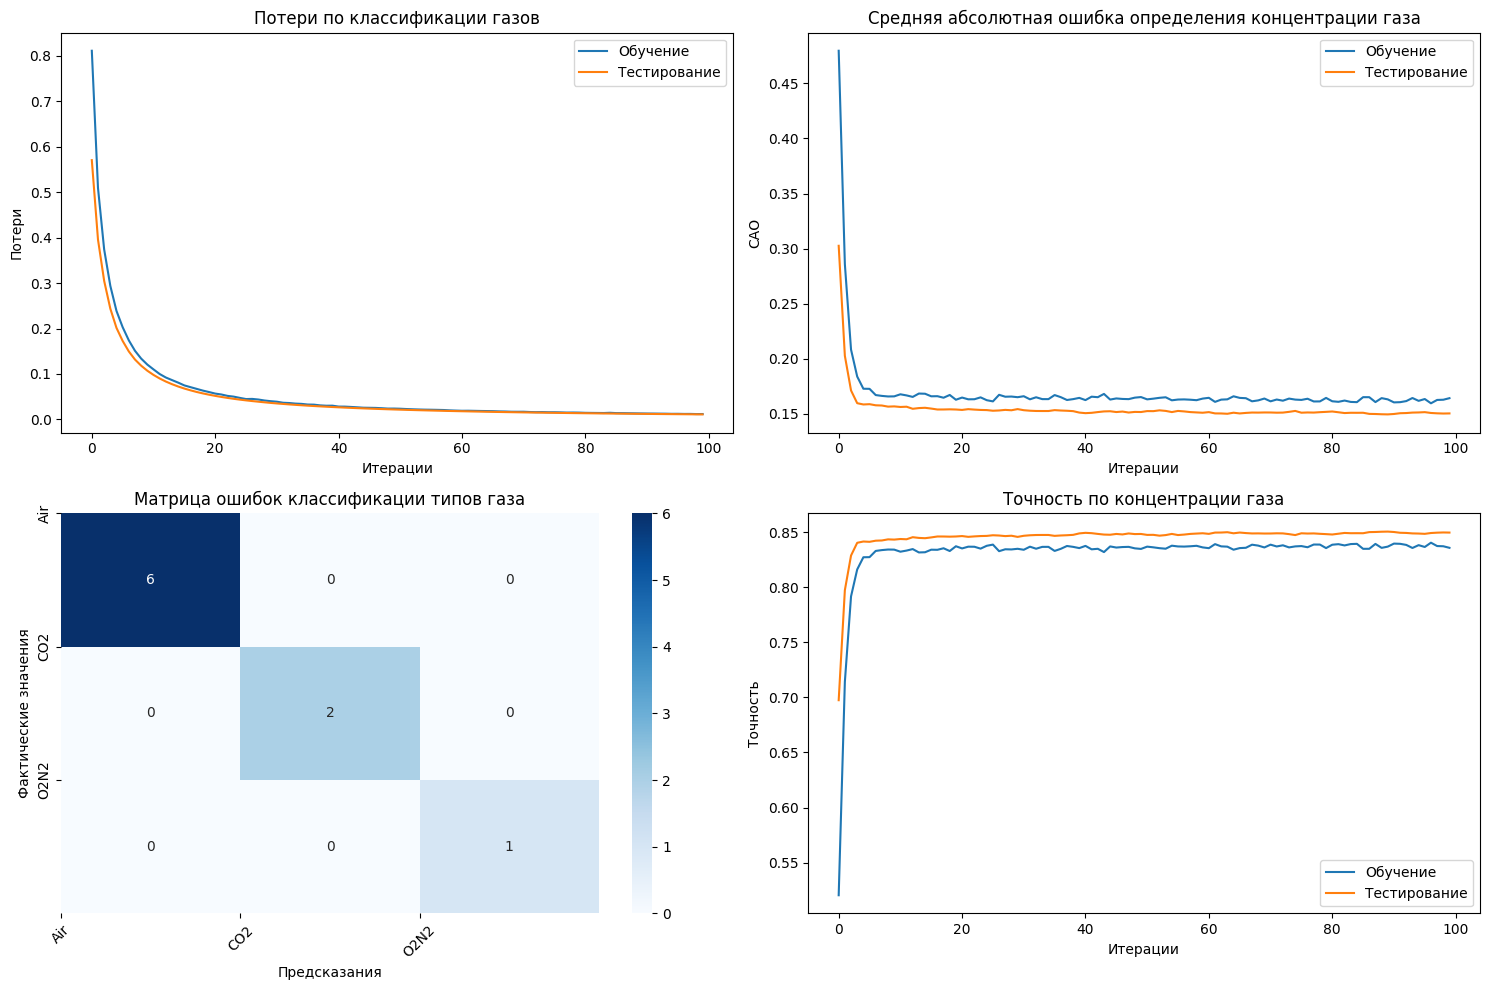 Потери по классификации газов
Потери
0.8
0.7
0.6
0.5
0.4
0.3
0.2
0.1
0.0
0
20
40
60
80
100
Итерации
Обучение
Тестирование
Средняя абсолютная ошибка определения концентрации газа
САО
0.45
0.40
0.35
0.30
0.25
0.20
0.15
0
20
40
60
80
100
Итерации
Обучение
Тестирование
Матрица ошибок классификации типов газа
Фактические значения
Air
CO2
O2N2
6
0
0
0
2
0
0
0
1
Air
CO2
O2N2
Предсказания
6
5
4
3
2
1
0
Точность по концентрации газа
Точность
0.85
0.80
0.75
0.70
0.65
0.60
0.55
0
20
40
60
80
100
Итерации
Обучение
Тестирование